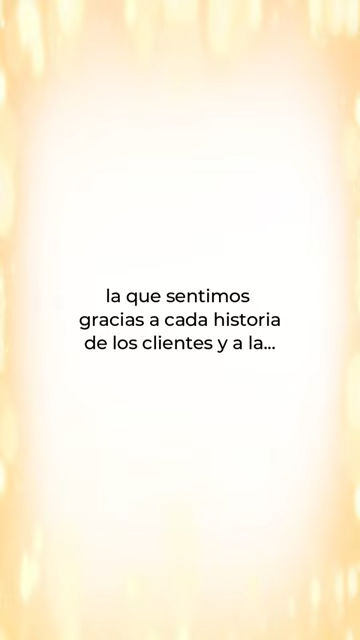 la que sentimos
gracias a cada historia
de los clientes y a la...